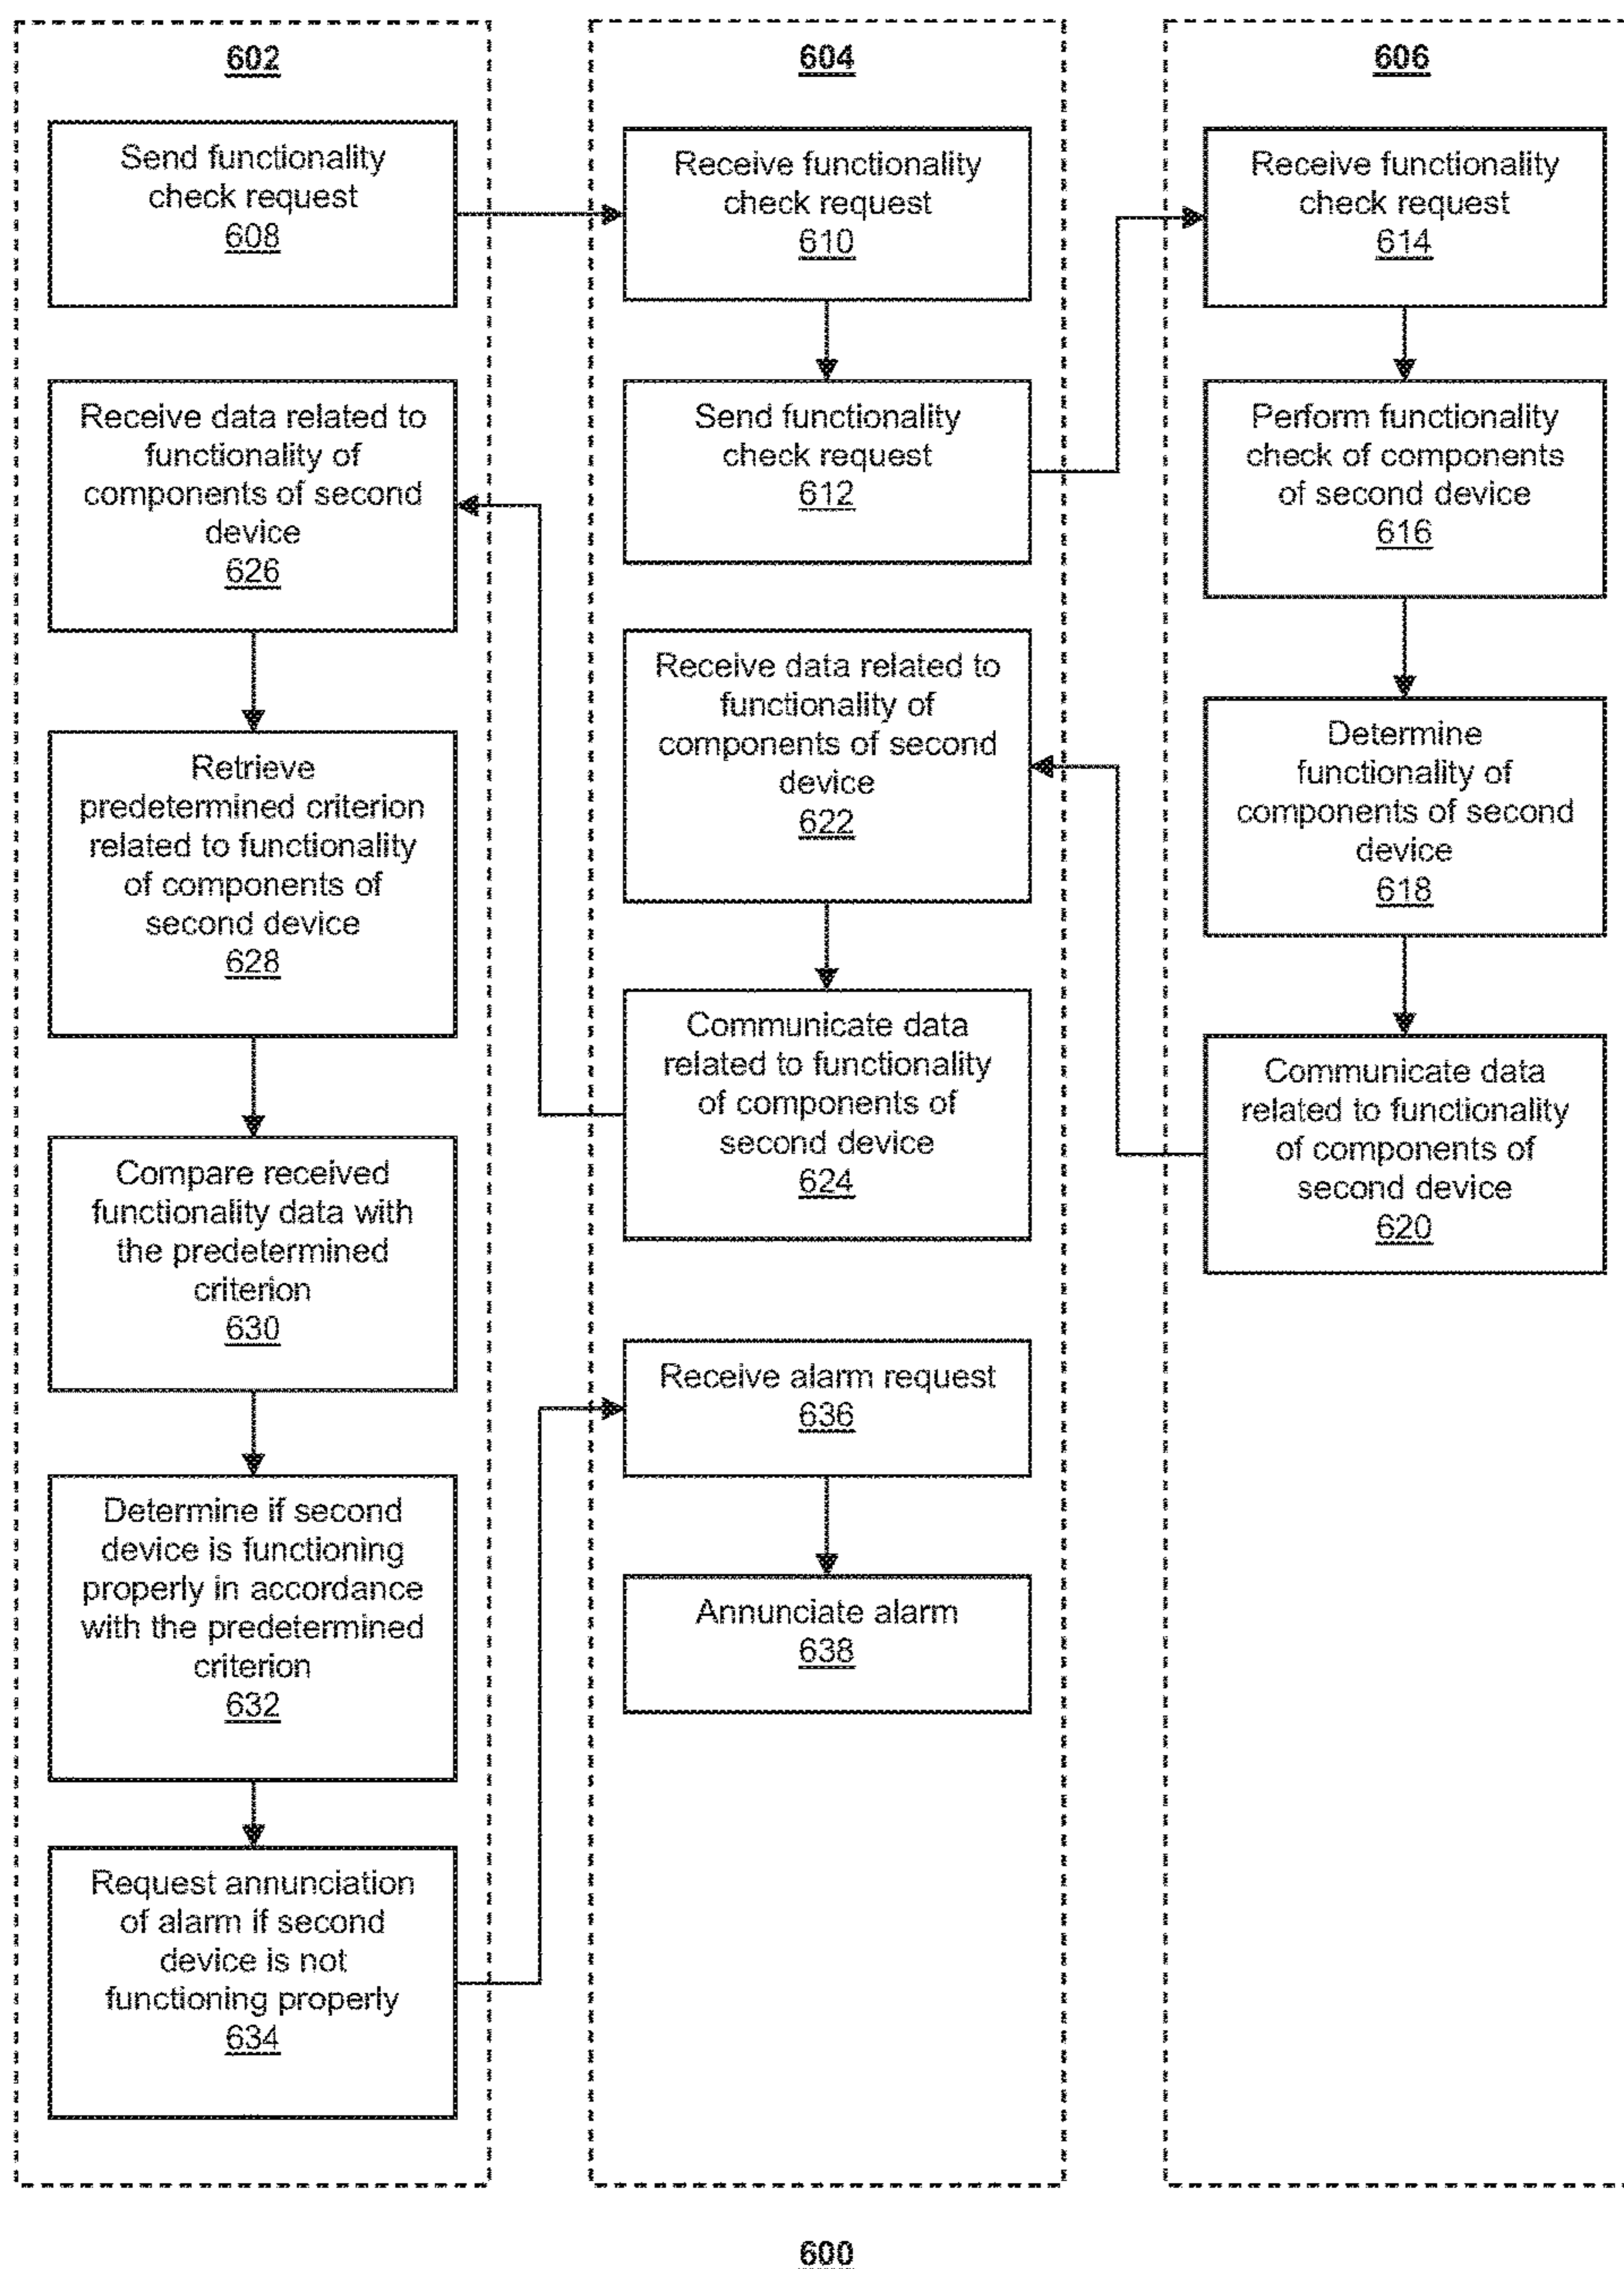 602
Send functionality
check request
608
Receive data related to
functionality of
components of second
device
626
Retrieve
predetermined criterion
related to functionality
of components of
second device
628
Compare received
functionality data with
the predetermined
criterion
630
Determine if second
device is functioning
properly in accordance
with the predetermined
criterion
632
Request annunciation
of alarm if second
device is not
functioning properly
634
604
Receive functionality
check request
610
Send functionality
check request
612
Receive data related to
functionality of
components of second
device
622
Communicate data
related to functionality
of components of
second device
624
Receive alarm request
636
Annunciate alarm
638
606
Receive functionality
check request
614
Perform functionality
check of components
of second device
616
Determine
functionality of
components of second
device
618
Communicate data
related to functionality
of components of
second device
620
600